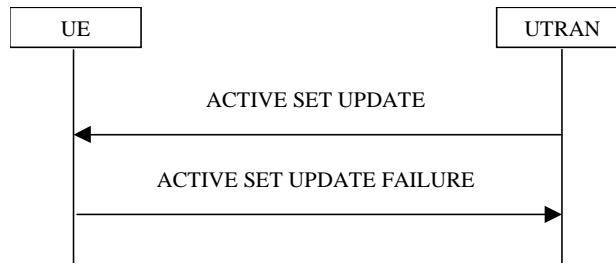 UE
UTRAN
ACTIVE SET UPDATE
ACTIVE SET UPDATE FAILURE